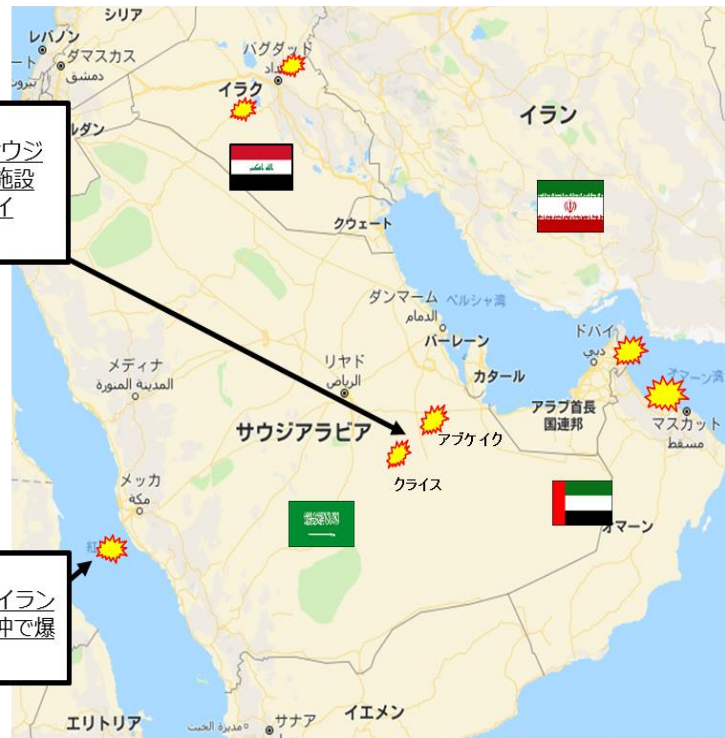 シリア
レバノン
ダマスカス
دمشق
バグダッド
イラク
イラン
ウジ
施設
イ
クウェート
ダンマーム
الدمام
ペルシャ湾
バーレーン
ドバイ
دبي
オマーン湾
メディナ
المدينة المنورة
リヤド
الرياض
カタール
アラブ首長
国連邦
マスカット
مسقط
サウジアラビア
アブケイク
クライス
メッカ
مكة
オマーン
紅
イラン
沖で爆
エリトリア
サナア
مديرة الحيت
イエメン